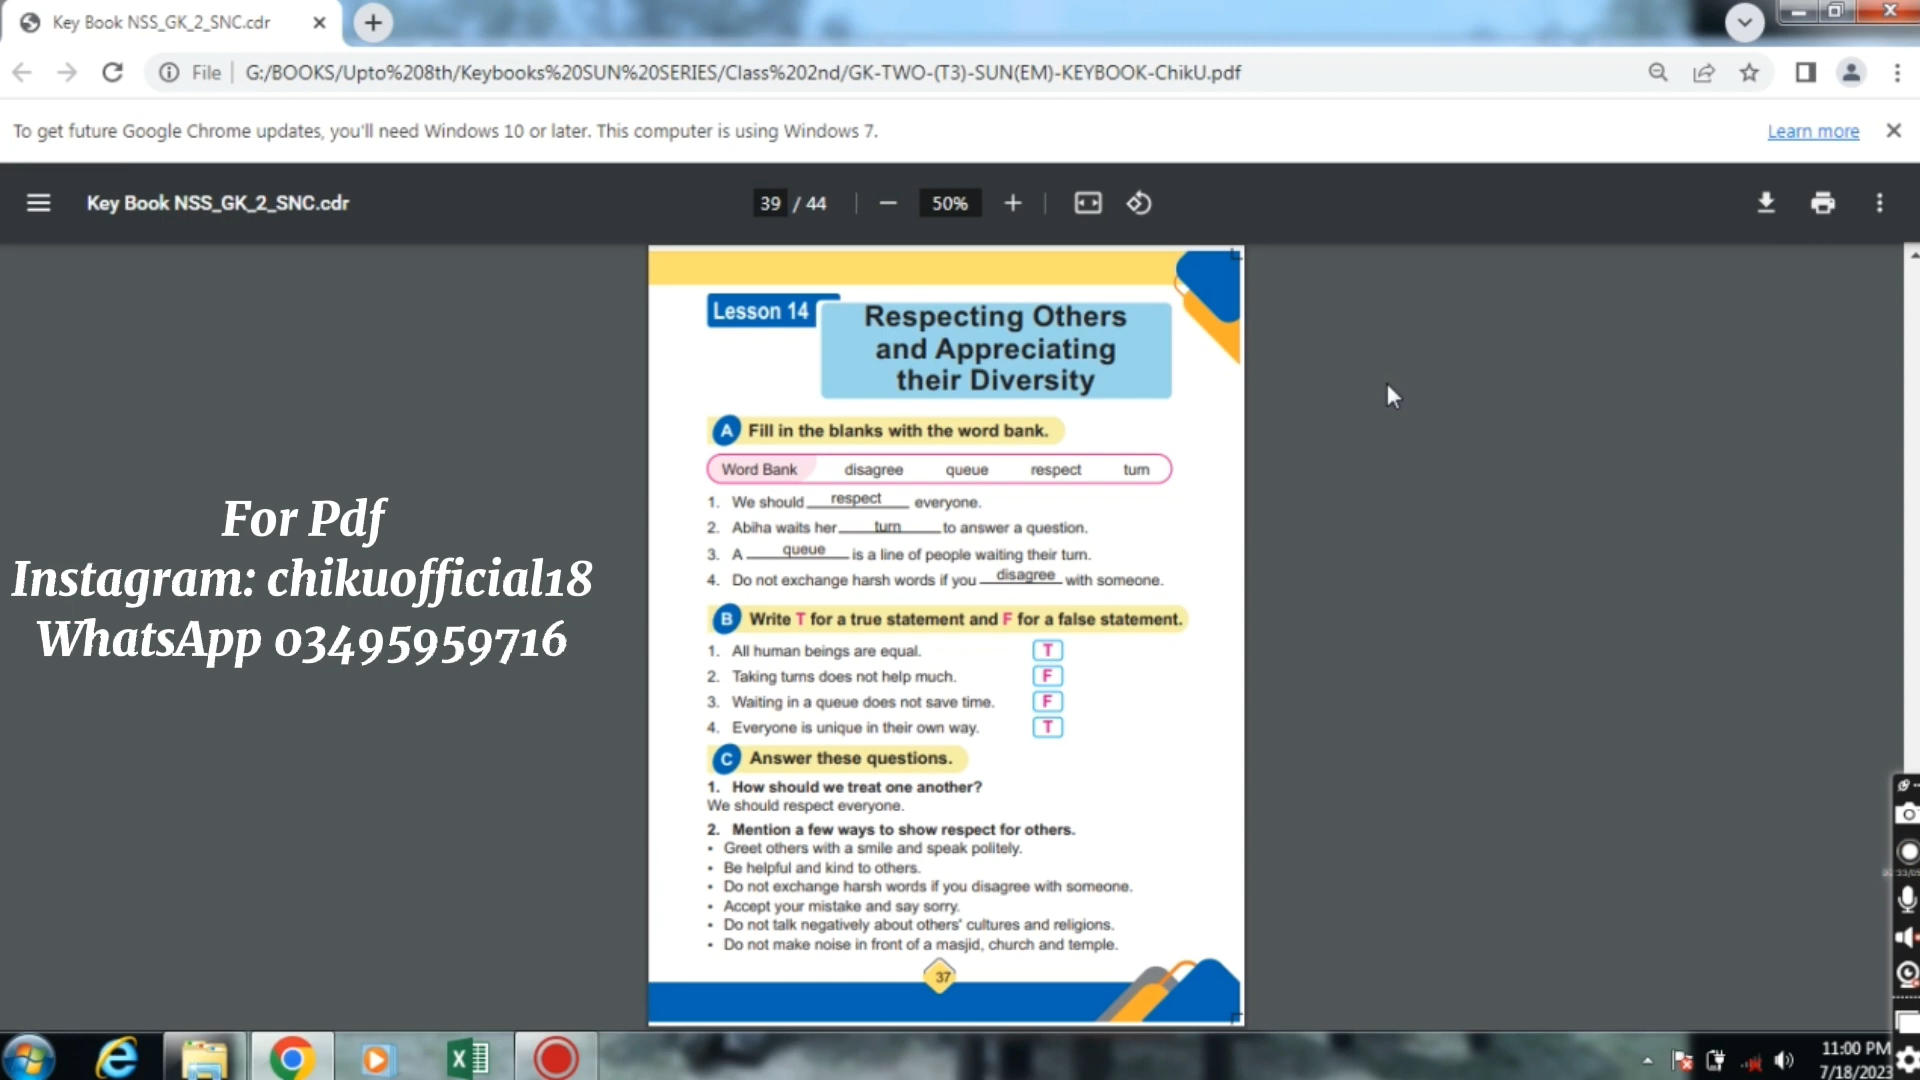 Key Book NSS_GK_2_SNC.cdr
File G:/BOOKS/Upto%208th/Keybooks%20SUN%20SERIES/Class%202nd/GK-TWO-(T3)-SUN(EM)-KEYBOOK-ChikU.pdf
To get future Google Chrome updates, you'll need Windows 10 or later. This computer is using Windows 7. Learn more
Key Book NSS_GK_2_SNC.cdr 39 / 44 50%
Lesson 14
Respecting Others
and Appreciating
their Diversity
A Fill in the blanks with the word bank.
Word Bank disagree queue respect turn
1. We should respect everyone.
2. Abiha waits her turn to answer a question.
3. A queue is a line of people waiting their turn.
4. Do not exchange harsh words if you disagree with someone.
B Write T for a true statement and F for a false statement.
1. All human beings are equal. T
2. Taking turns does not help much. F
3. Waiting in a queue does not save time. F
4. Everyone is unique in their own way. T
C Answer these questions.
1. How should we treat one another?
We should respect everyone.
2. Mention a few ways to show respect for others.
• Greet others with a smile and speak politely.
• Be helpful and kind to others.
• Do not exchange harsh words if you disagree with someone.
• Accept your mistake and say sorry.
• Do not talk negatively about others' cultures and religions.
• Do not make noise in front of a masjid, church and temple.
37
For Pdf
Instagram: chikuofficial18
WhatsApp 03495959716
11:00 PM
7/18/2023